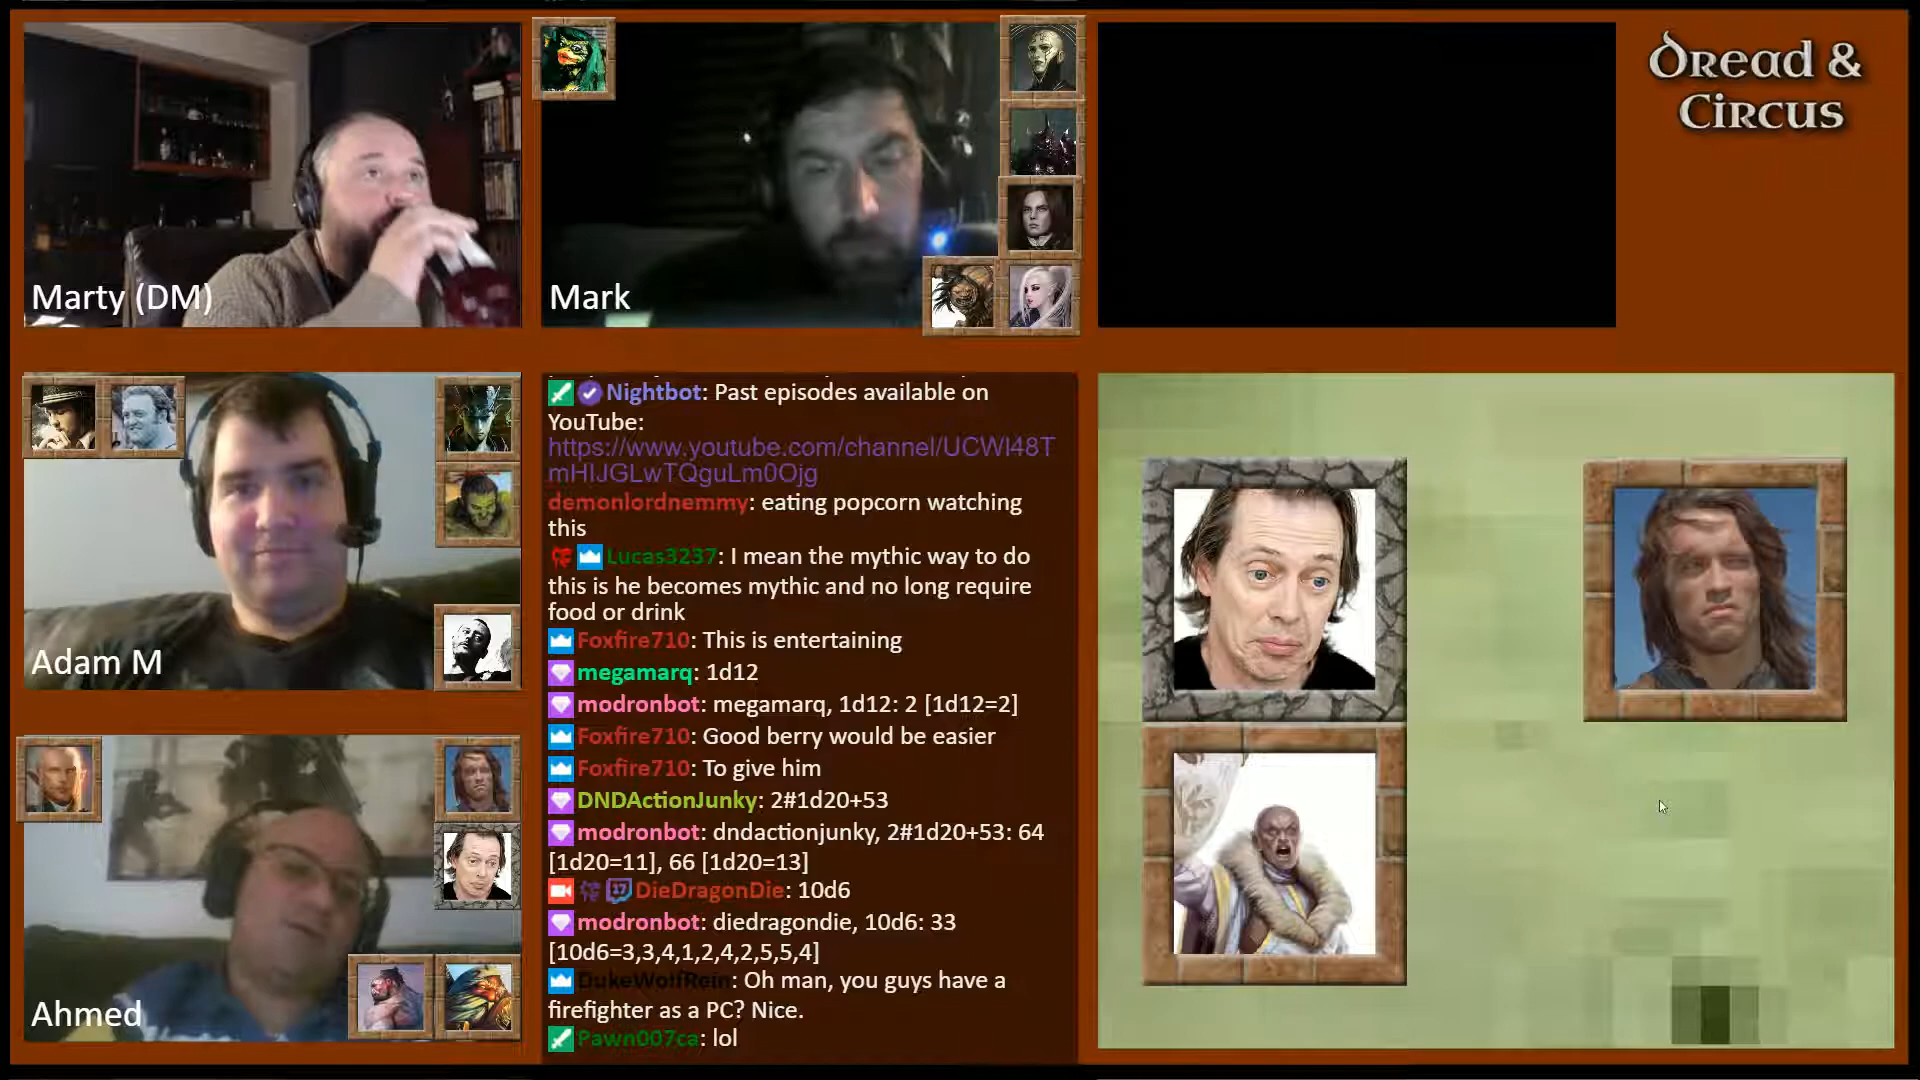 Dread &
Circus
Marty (DM)
Mark
Adam M
Ahmed
Nightbot: Past episodes available on
YouTube:
https://www.youtube.com/channel/UCWI48T
mHIJGLwTQguLm0Ojg
demonlordnemmy: eating popcorn watching
this
Lucas3237: I mean the mythic way to do
this is he becomes mythic and no long require
food or drink
Foxfire710: This is entertaining
megamarq: 1d12
modronbot: megamarq, 1d12: 2 [1d12=2]
Foxfire710: Good berry would be easier
Foxfire710: To give him
DNDActionJunky: 2#1d20+53
modronbot: dndactionjunky, 2#1d20+53: 64
[1d20=11], 66 [1d20=13]
17 DieDragonDie: 10d6
modronbot: diedragondie, 10d6: 33
[10d6=3,3,4,1,2,4,2,5,5,4]
DukeWolfRein: Oh man, you guys have a
firefighter as a PC? Nice.
Pawn007ca: lol